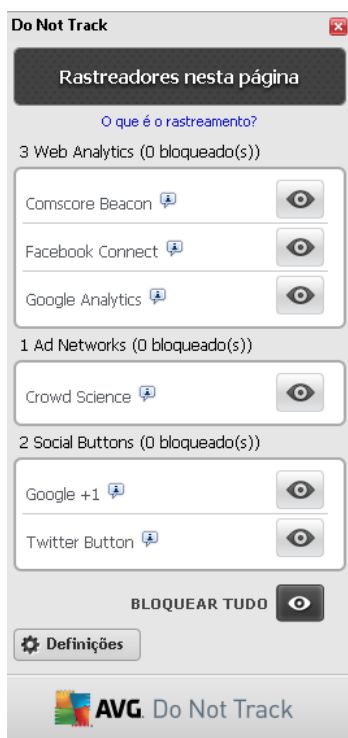 Do Not Track
Rastreadores nesta página
O que é o rastreamento?
3 Web Analytics (0 bloqueado(s))
Comscore Beacon
Facebook Connect
Google Analytics
1 Ad Networks (0 bloqueado(s))
Crowd Science
2 Social Buttons (0 bloqueado(s))
Google +1
Twitter Button
BLOQUEAR TUDO
Definições
AVG. Do Not Track